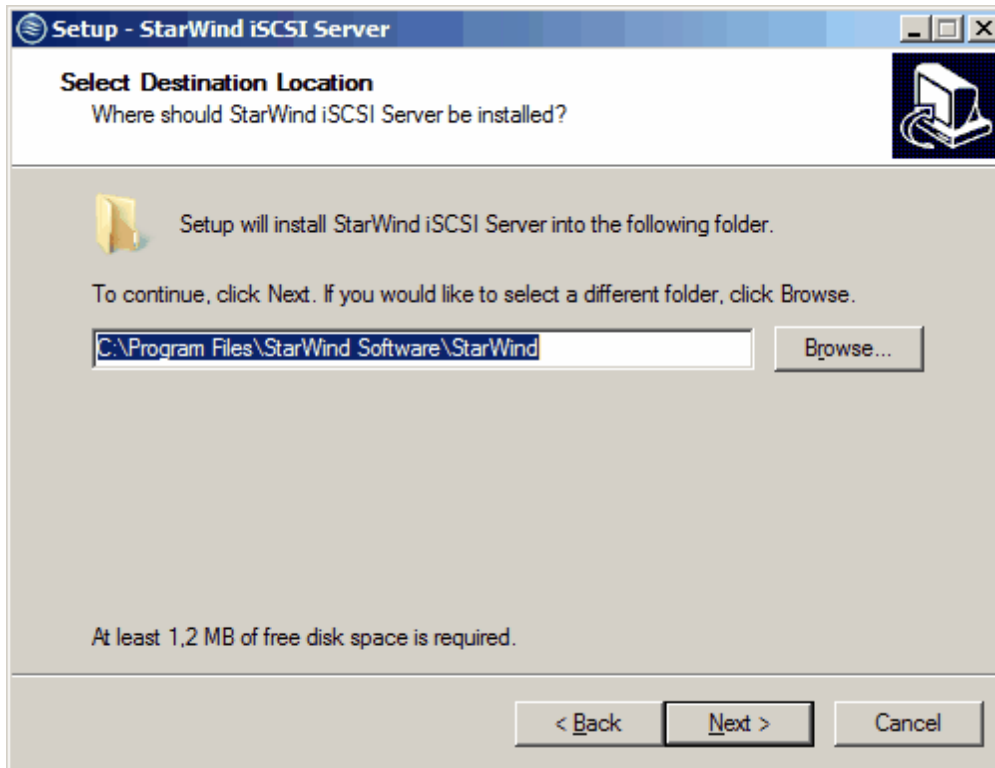 Setup - StarWind iSCSI Server
Select Destination Location
Where should StarWind iSCSI Server be installed?
Setup will install StarWind iSCSI Server into the following folder.
To continue, click Next. If you would like to select a different folder, click Browse.
C:\Program Files\StarWind Software\StarWind
Browse...
At least 1,2 MB of free disk space is required.
< Back
Next >
Cancel